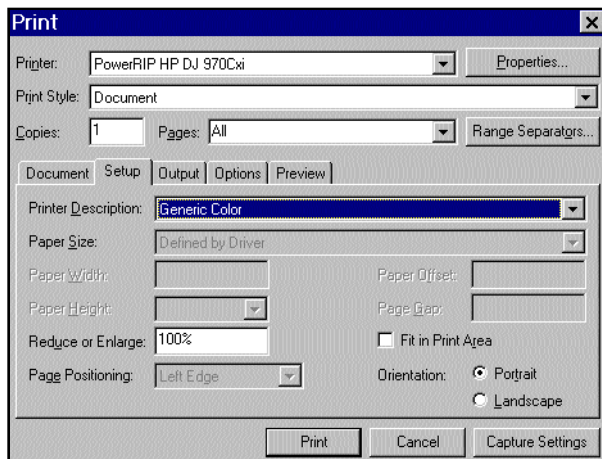 Print
Printer: PowerRIP HP DJ 970Cxi Properties...
Print Style: Document
Copies: 1 Pages: All Range Separators...
Document Setup Output Options Preview
Printer Description: Generic Color
Paper Size: Defined by Driver
Paper Width: Paper Offset:
Paper Height: Page Gap:
Reduce or Enlarge: 100% Fit in Print Area
Page Positioning: Left Edge Orientation: Portrait
Landscape
Print Cancel Capture Settings